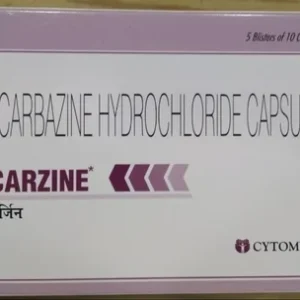 5 Blisters of 10 C
CARBAZINE HYDROCHLORIDE CAPSU
CARZINE*
र्जिन
CYTOM